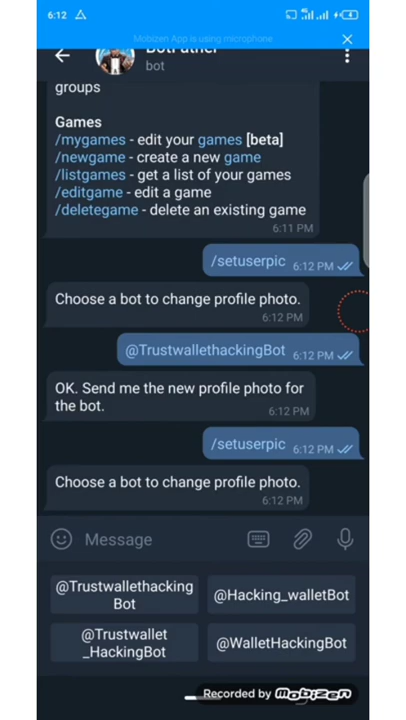 6:12
Mobizen App is using microphone
BotFather
bot
groups
Games
/mygames - edit your games [beta]
/newgame - create a new game
/listgames - get a list of your games
/editgame - edit a game
/deletegame - delete an existing game
6:11 PM
/setuserpic 6:12 PM
Choose a bot to change profile photo.
6:12 PM
@TrustwallethackingBot 6:12 PM
OK. Send me the new profile photo for
the bot.
6:12 PM
/setuserpic 6:12 PM
Choose a bot to change profile photo.
6:12 PM
Message
@Trustwallethacking
Bot
@Hacking_walletBot
@Trustwallet
_HackingBot
@WalletHackingBot
Recorded by mobizen